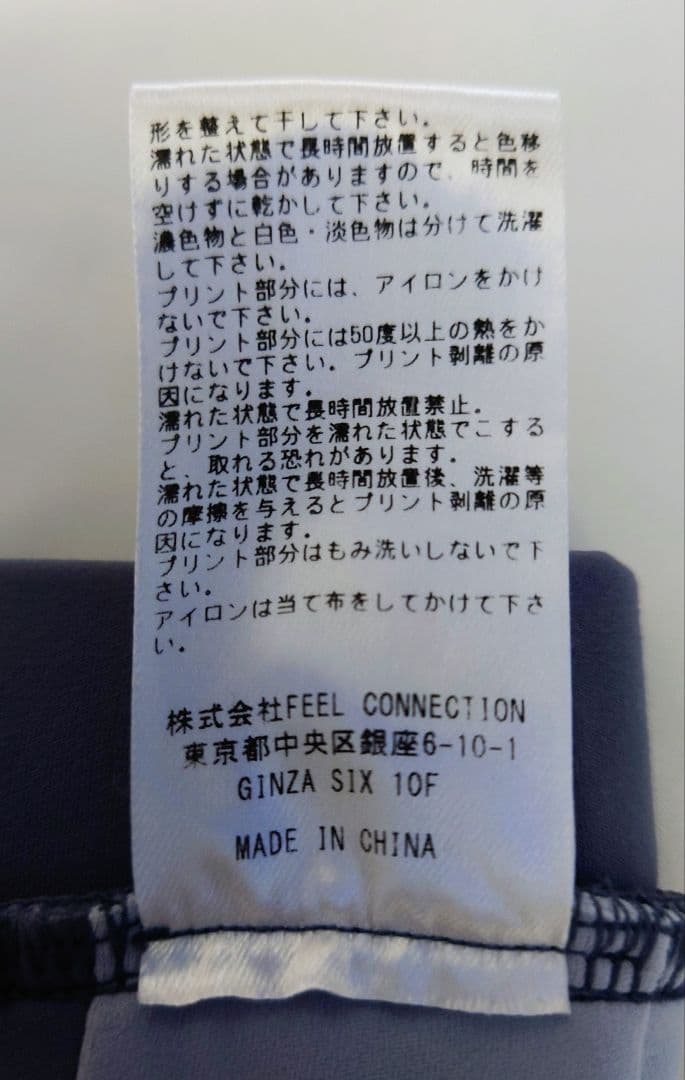 形を整えて干して下さい。
濡れた状態で長時間放置すると色移
りする場合がありますので、時間を
空けずに乾かして下さい。
濃色物と白色・淡色物は分けて洗濯
して下さい。
プリント部分には、アイロンをかけ
ないで下さい。
プリント部分には50度以上の熱をか
けないで下さい。プリント剥離の原
因になります。
濡れた状態で長時間放置禁止。
プリント部分を濡れた状態でこする
と、取れる恐れがあります。
濡れた状態で長時間放置後、洗濯等
の摩擦を与えるとプリント剥離の原
因になります。
プリント部分はもみ洗いしないで下
さい。
アイロンは当て布をしてかけて下さ
い。
株式会社FEEL CONNECTION
東京都中央区銀座6-10-1
GINZA SIX 10F
MADE IN CHINA